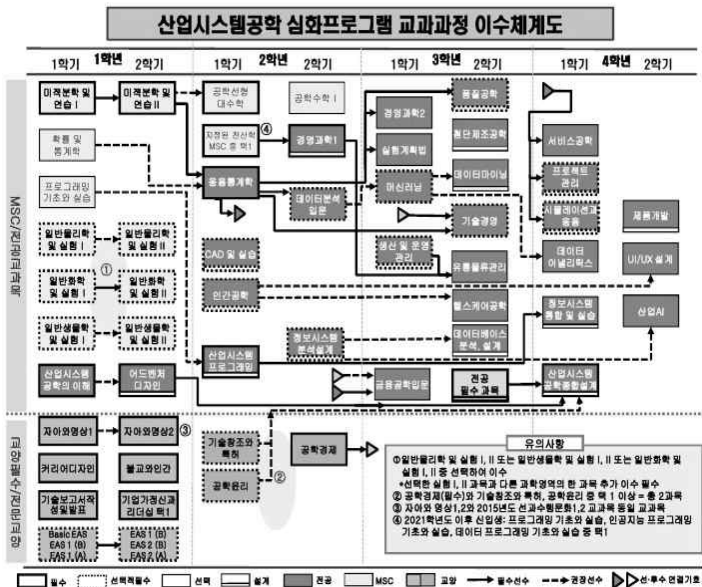 산업시스템공학 심화프로그램 교과과정 이수체계도
1학년
2학년
3학년
4학년
1학기
2학기
1학기
2학기
1학기
2학기
1학기
2학기
MSC/전공교과목
미적분학 및
연습 I
미적분학 및
연습 II
공학선형
대수학
공학수학 I
품질공학
확률 및
통계학
지정된 전산학
MSC 중 택1
④
경영과학1
경영과학2
첨단제조공학
서비스공학
실험계획법
프로그래밍
기초와 실습
응용통계학
데이터분석
입문
머신러닝
데이터마이닝
프로젝트
관리
일반물리학
및 실험 I
일반물리학
및 실험 II
기술경영
시뮬레이션과
응용
제품개발
①
CAD 및 실습
생산 및 운영
관리
유통물류관리
데이터
애널리틱스
UI/UX 설계
일반화학
및 실험 I
일반화학
및 실험 II
인간공학
헬스케어공학
정보시스템
통합 및 실습
산업AI
일반생물학
및 실험 I
일반생물학
및 실험 II
정보시스템
분석설계
데이터베이스
분석, 설계
산업시스템
공학의 이해
어드벤처
디자인
산업시스템
프로그래밍
금융공학입문
전공
필수 과목
산업시스템
공학종합설계
교양필수/전문교양
자아와명상1
자아와명상2
③
기술창조와
특허
공학경제
커리어디자인
불교와인간
②
공학윤리
기술보고서작
성및발표
기업가정신과
리더십 택1
Basic EAS
EAS 1 (B)
EAS 1 (A)
EAS 1 (B)
EAS 2 (B)
EAS 2 (A)
유의사항
①일반물리학 및 실험 I, II 또는 일반생물학 및 실험 I, II 또는 일반화학 및
실험 I, II 중 선택하여 이수
*선택한 실험 I, II 과목과 다른 과학영역의 한 과목 추가 이수 필수
② 공학경제(필수)와 기술창조와 특허, 공학윤리 중 택 1 이상 = 총 2과목
③ 자아와 명상1,2와 2015년도 선과수행문화1,2 교과목 동일 교과목
④ 2021학년도 이후 신입생: 프로그래밍 기초와 실습, 인공지능 프로그래밍
기초와 실습, 데이터 프로그래밍 기초와 실습 중 택1
필수
선택적필수
선택
설계
전공
MSC
교양
필수선수
권장선수
선·후수 연결기호